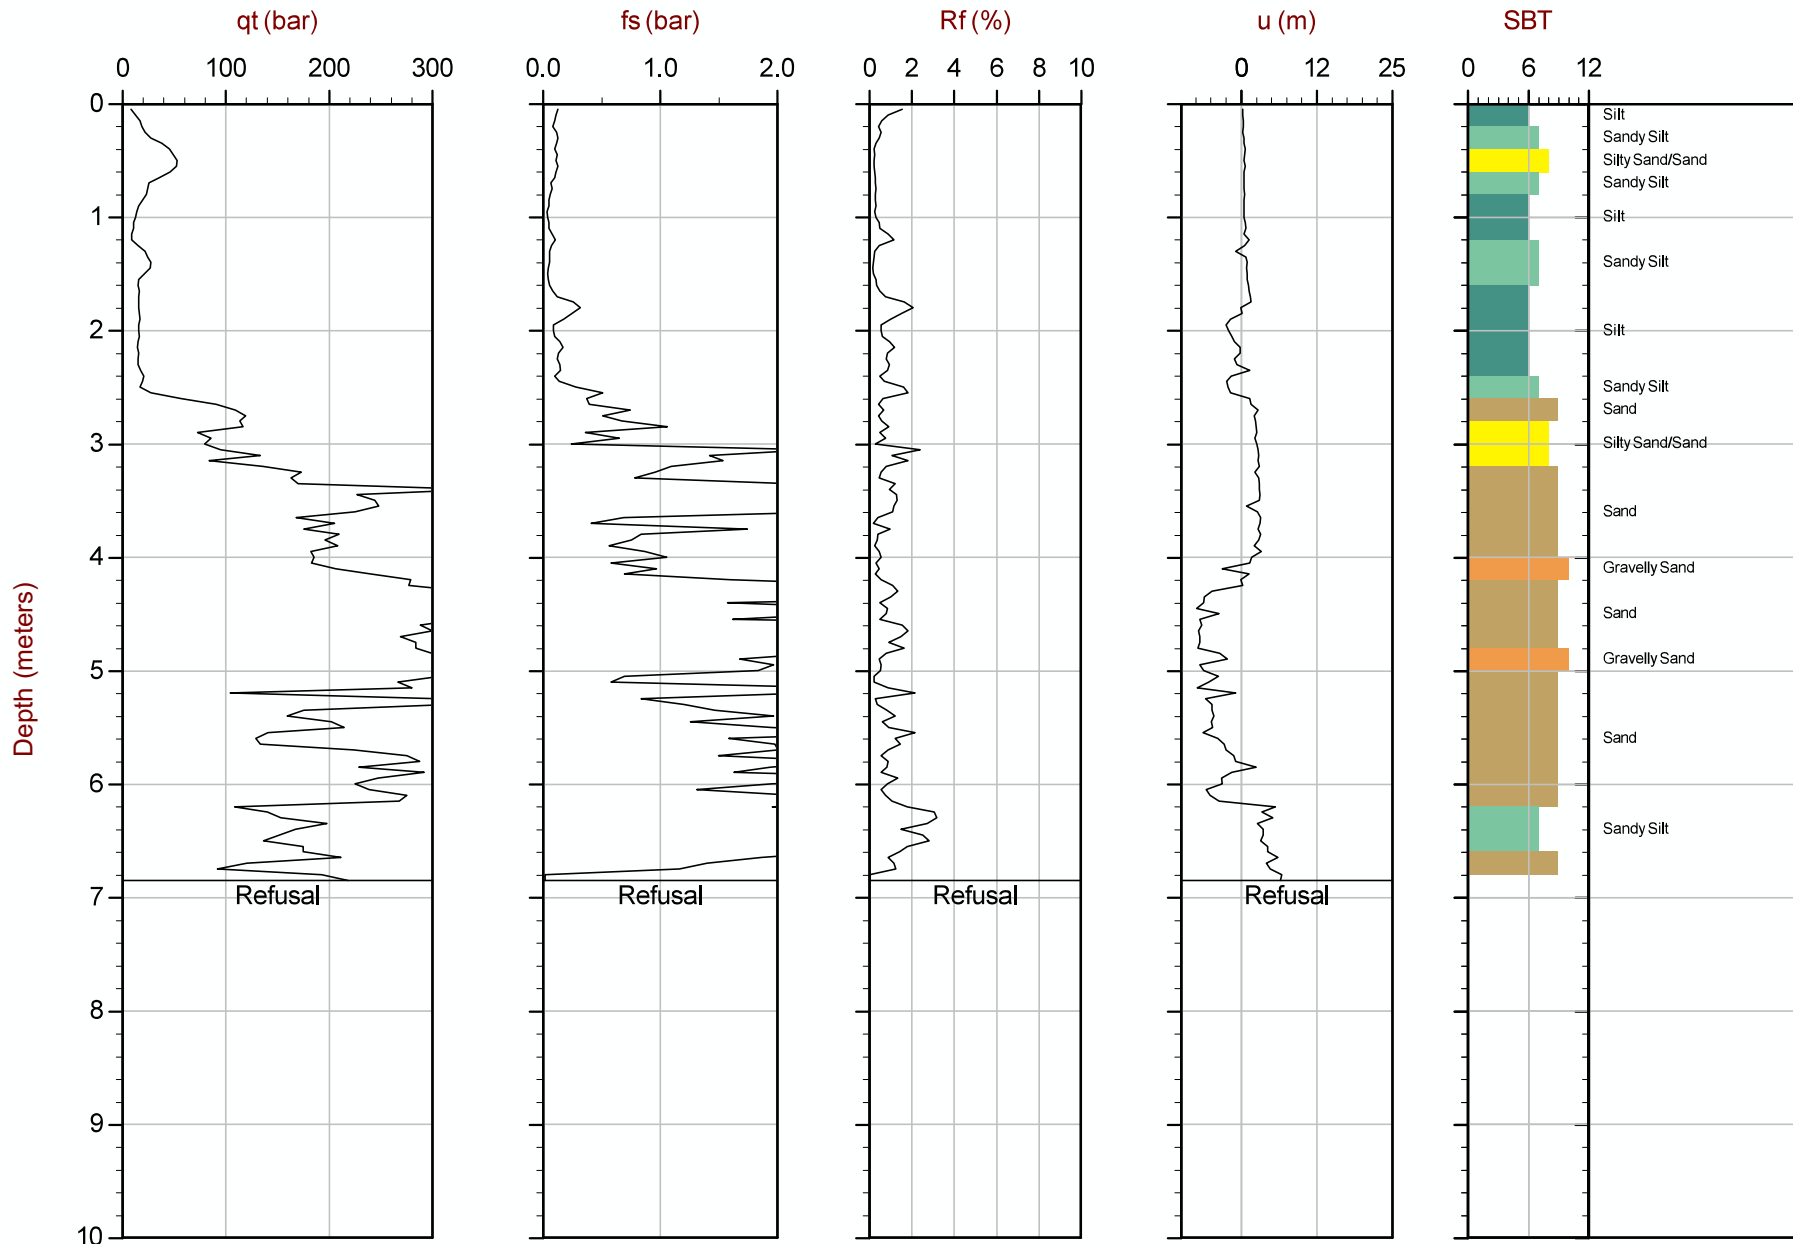 qt (bar) fs (bar) Rf (%) u (m) SBT
0 100 200 300 0.0 1.0 2.0 0 2 4 6 8 10 0 12 25 0 6 12
0
Silt
Sandy Silt
Silty Sand/Sand
Sandy Silt
1
Silt
Sandy Silt
2
Silt
Sandy Silt
Sand
3
Silty Sand/Sand
Sand
4
Gravelly Sand
Sand
Gravelly Sand
5
Depth (meters)
Sand
6
Sandy Silt
Refusal Refusal Refusal Refusal
7
8
9
10